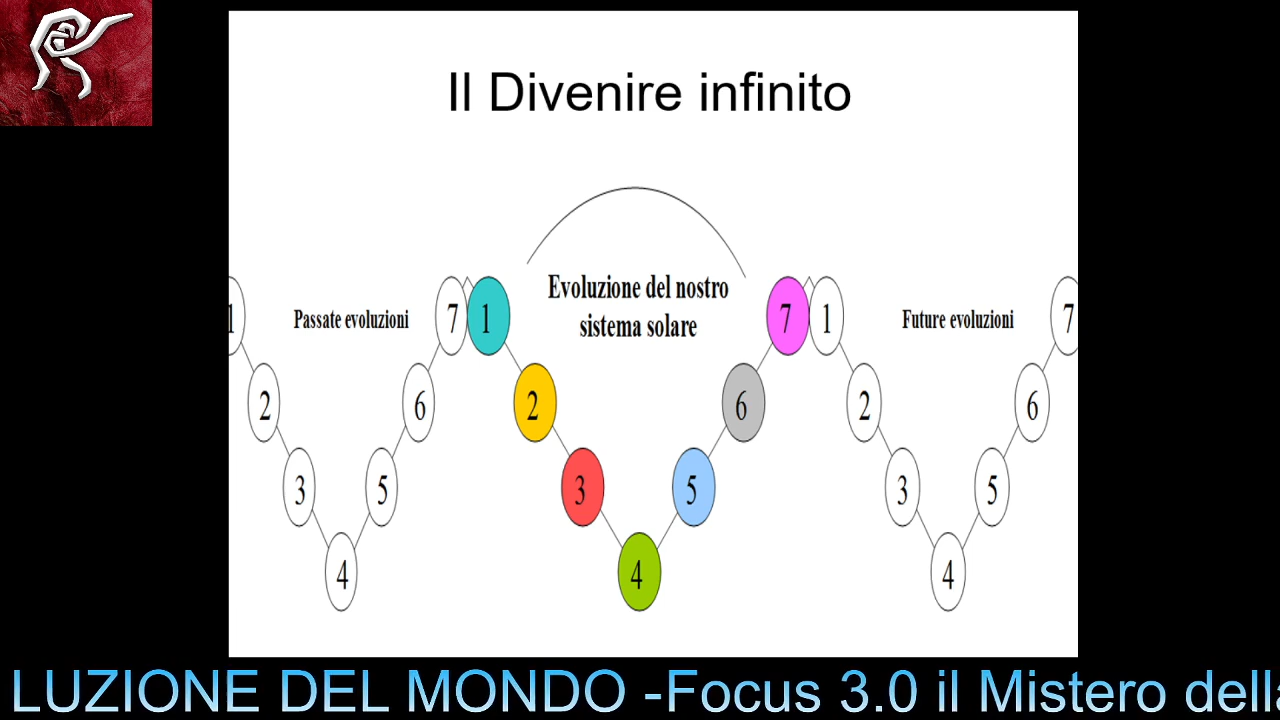 Il Divenire infinito
Evoluzione del nostro
sistema solare
Passate evoluzioni
Future evoluzioni
1 7 1 7 1 7
2 6 2 6 2 6
3 5 3 5 3 5
4 4 4
LUZIONE DEL MONDO -Focus 3.0 il Mistero della